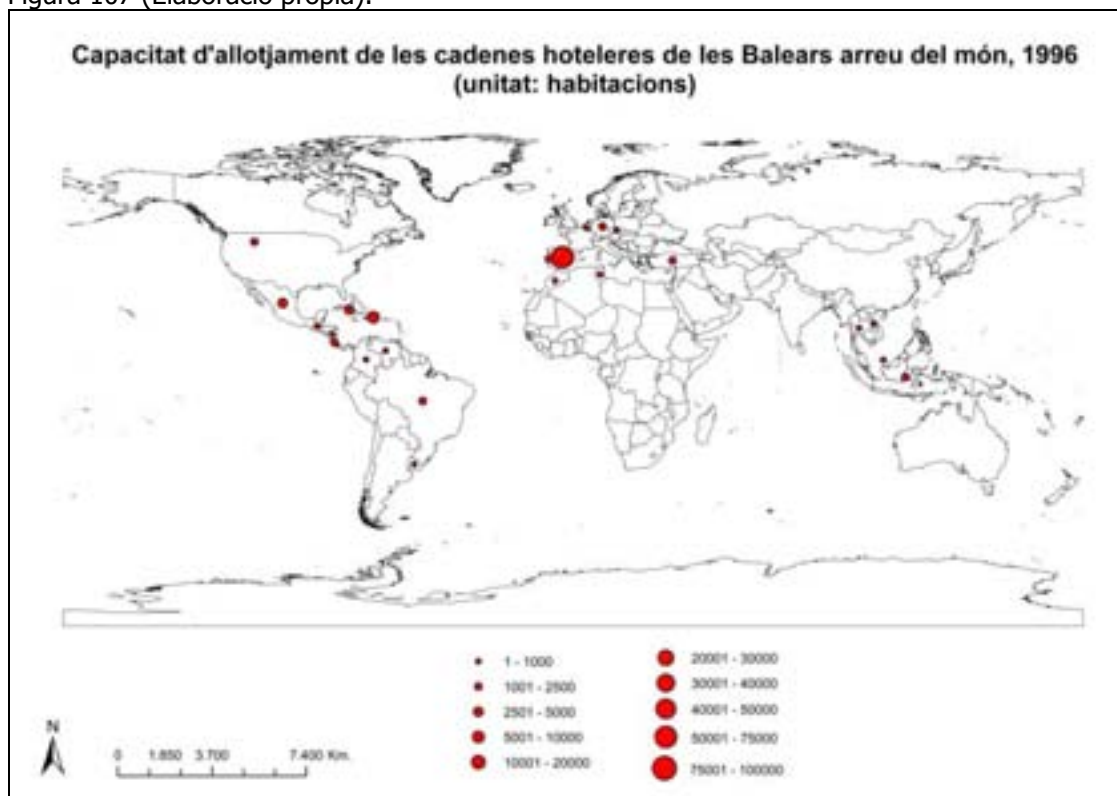 Figura 107 (Elaboració pròpia).
Capacitat d'allotjament de les cadenes hoteleres de les Balears arreu del món, 1996
(unitat: habitacions)
1 - 1000
1001 - 2500
2501 - 5000
5001 - 10000
10001 - 20000
20001 - 30000
30001 - 40000
40001 - 50000
50001 - 75000
75001 - 100000
N
0 1.850 3.700 7.400 Km.